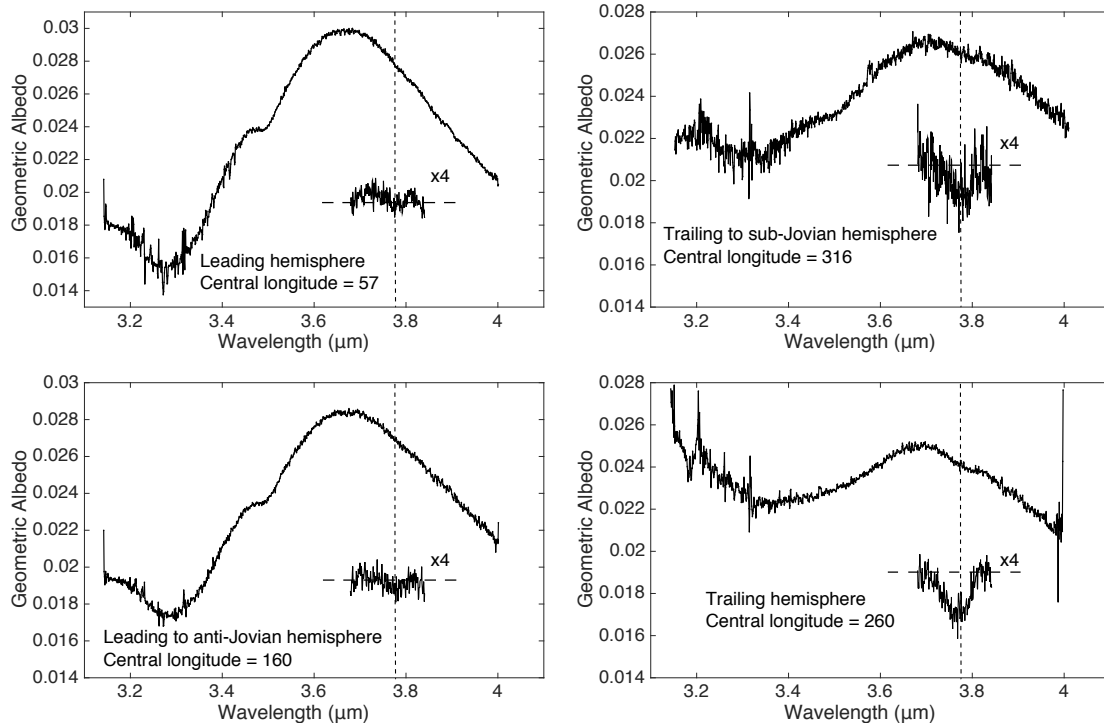 0.03
0.028
0.026
0.024
0.022
0.02
0.018
0.016
0.014
Geometric Albedo
x4
Leading hemisphere
Central longitude = 57
3.2 3.4 3.6 3.8 4
Wavelength (μm)
0.028
0.026
0.024
0.022
0.02
0.018
0.016
0.014
Geometric Albedo
x4
Trailing to sub-Jovian hemisphere
Central longitude = 316
3.2 3.4 3.6 3.8 4
Wavelength (μm)
0.03
0.028
0.026
0.024
0.022
0.02
0.018
0.016
0.014
Geometric Albedo
x4
Leading to anti-Jovian hemisphere
Central longitude = 160
3.2 3.4 3.6 3.8 4
Wavelength (μm)
0.028
0.026
0.024
0.022
0.02
0.018
0.016
0.014
Geometric Albedo
x4
Trailing hemisphere
Central longitude = 260
3.2 3.4 3.6 3.8 4
Wavelength (μm)